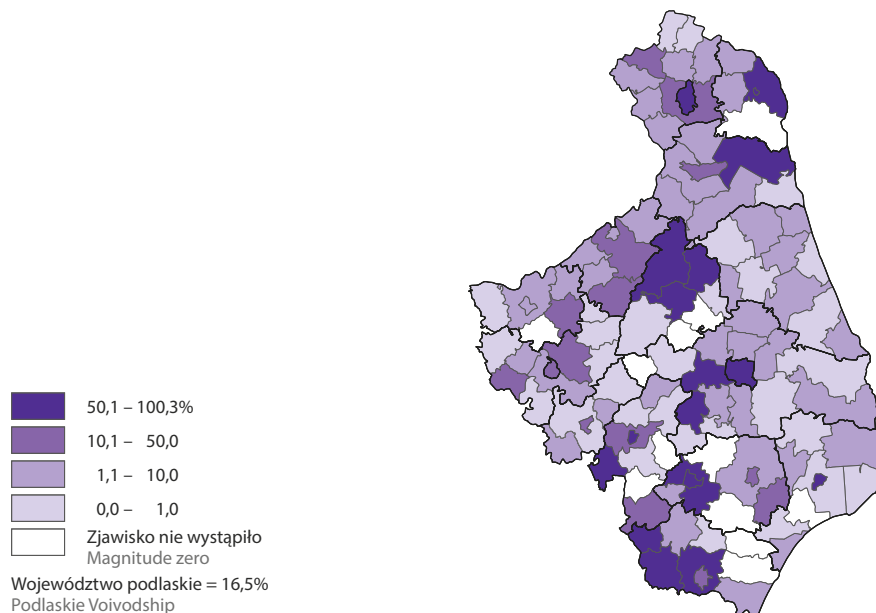 50,1 – 100,3%
10,1 – 50,0
1,1 – 10,0
0,0 – 1,0
Zjawisko nie wystąpiło
Magnitude zero
Województwo podlaskie = 16,5%
Podlaskie Voivodship